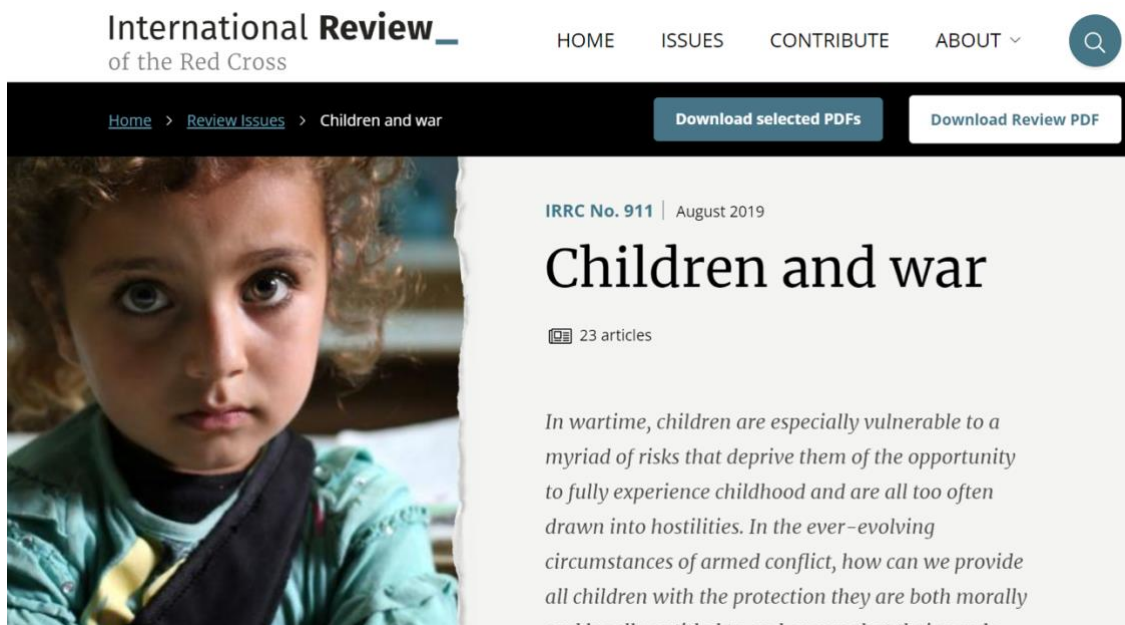 International Review_
of the Red Cross
HOME ISSUES CONTRIBUTE ABOUT
Home > Review Issues > Children and war
Download selected PDFs
Download Review PDF
IRRC No. 911 | August 2019
Children and war
23 articles
In wartime, children are especially vulnerable to a
myriad of risks that deprive them of the opportunity
to fully experience childhood and are all too often
drawn into hostilities. In the ever-evolving
circumstances of armed conflict, how can we provide
all children with the protection they are both morally